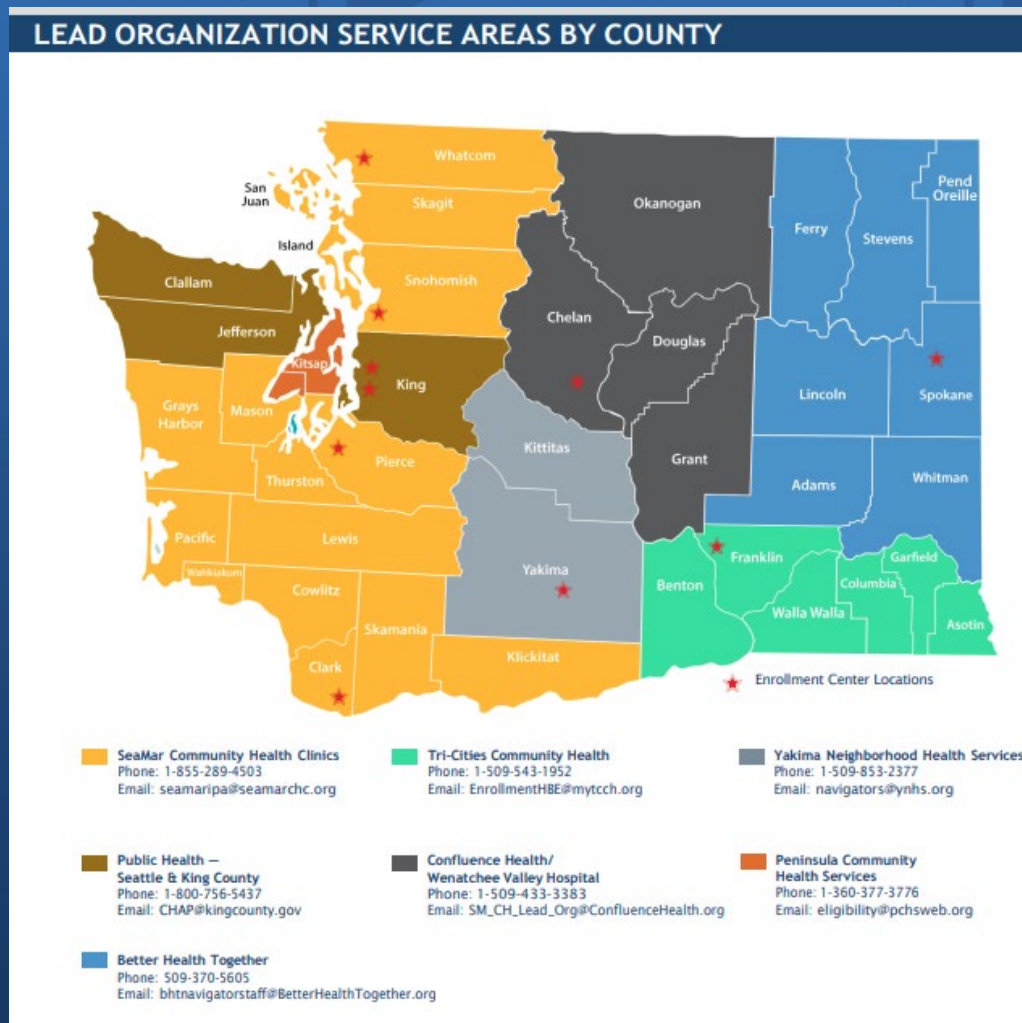 LEAD ORGANIZATION SERVICE AREAS BY COUNTY
Whatcom
San
Juan
Skagit
Okanogan
Pend
Oreille
Ferry
Stevens
Island
Clallam
Snohomish
Jefferson
Chelan
Douglas
Kitsap
King
Lincoln
Spokane
Grays
Harbor
Mason
Kittitas
Grant
Pierce
Thurston
Adams
Whitman
Pacific
Lewis
Yakima
Franklin
Garfield
Wahkiakum
Cowlitz
Benton
Columbia
Walla Walla
Skamania
Asotin
Clark
Klickitat
Enrollment Center Locations
SeaMar Community Health Clinics
Phone: 1-855-289-4503
Email: seamaripa@seamarchc.org
Tri-Cities Community Health
Phone: 1-509-543-1952
Email: EnrollmentHBE@mytcch.org
Yakima Neighborhood Health Services
Phone: 1-509-853-2377
Email: navigators@ynhs.org
Public Health —
Seattle & King County
Phone: 1-800-756-5437
Email: CHAP@kingcounty.gov
Confluence Health/
Wenatchee Valley Hospital
Phone: 1-509-433-3383
Email: SM_CH_Lead_Org@ConfluenceHealth.org
Peninsula Community
Health Services
Phone: 1-360-377-3776
Email: eligibility@pchsweb.org
Better Health Together
Phone: 509-370-5605
Email: bhtnavigatorstaff@BetterHealthTogether.org